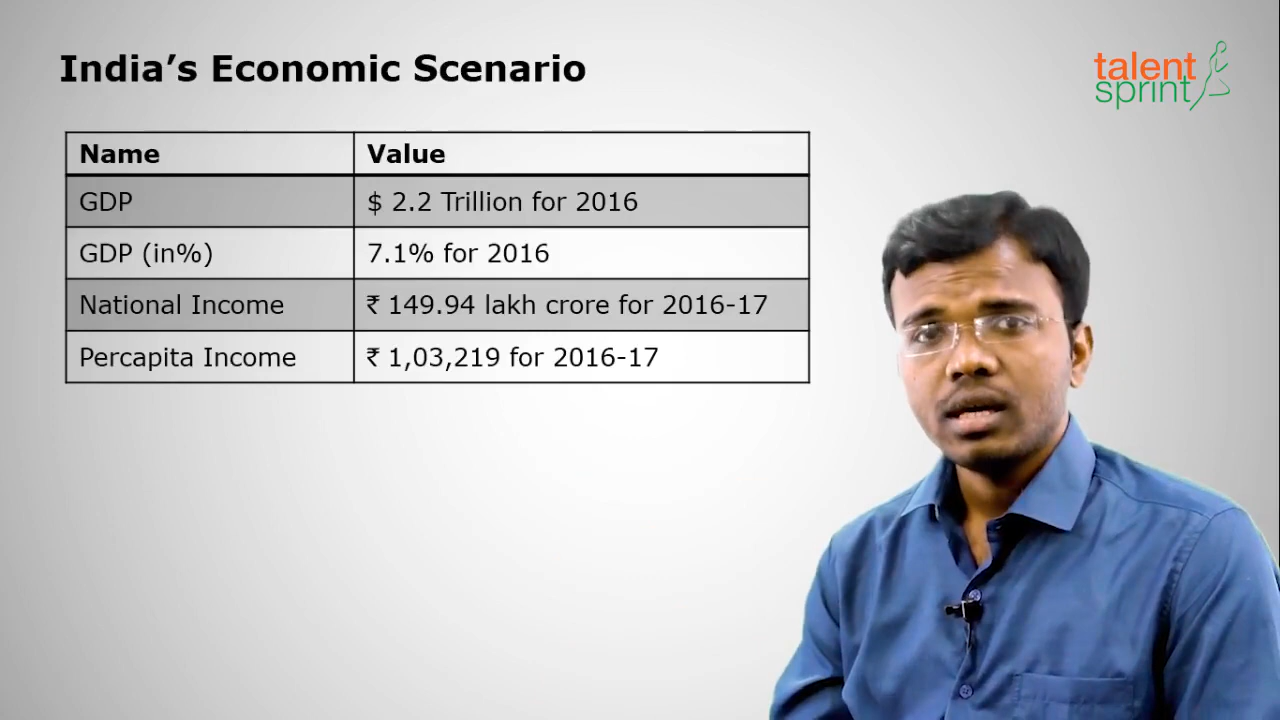 India’s Economic Scenario
talent
sprint
Name Value
GDP $ 2.2 Trillion for 2016
GDP (in%) 7.1% for 2016
National Income ₹ 149.94 lakh crore for 2016-17
Percapita Income ₹ 1,03,219 for 2016-17